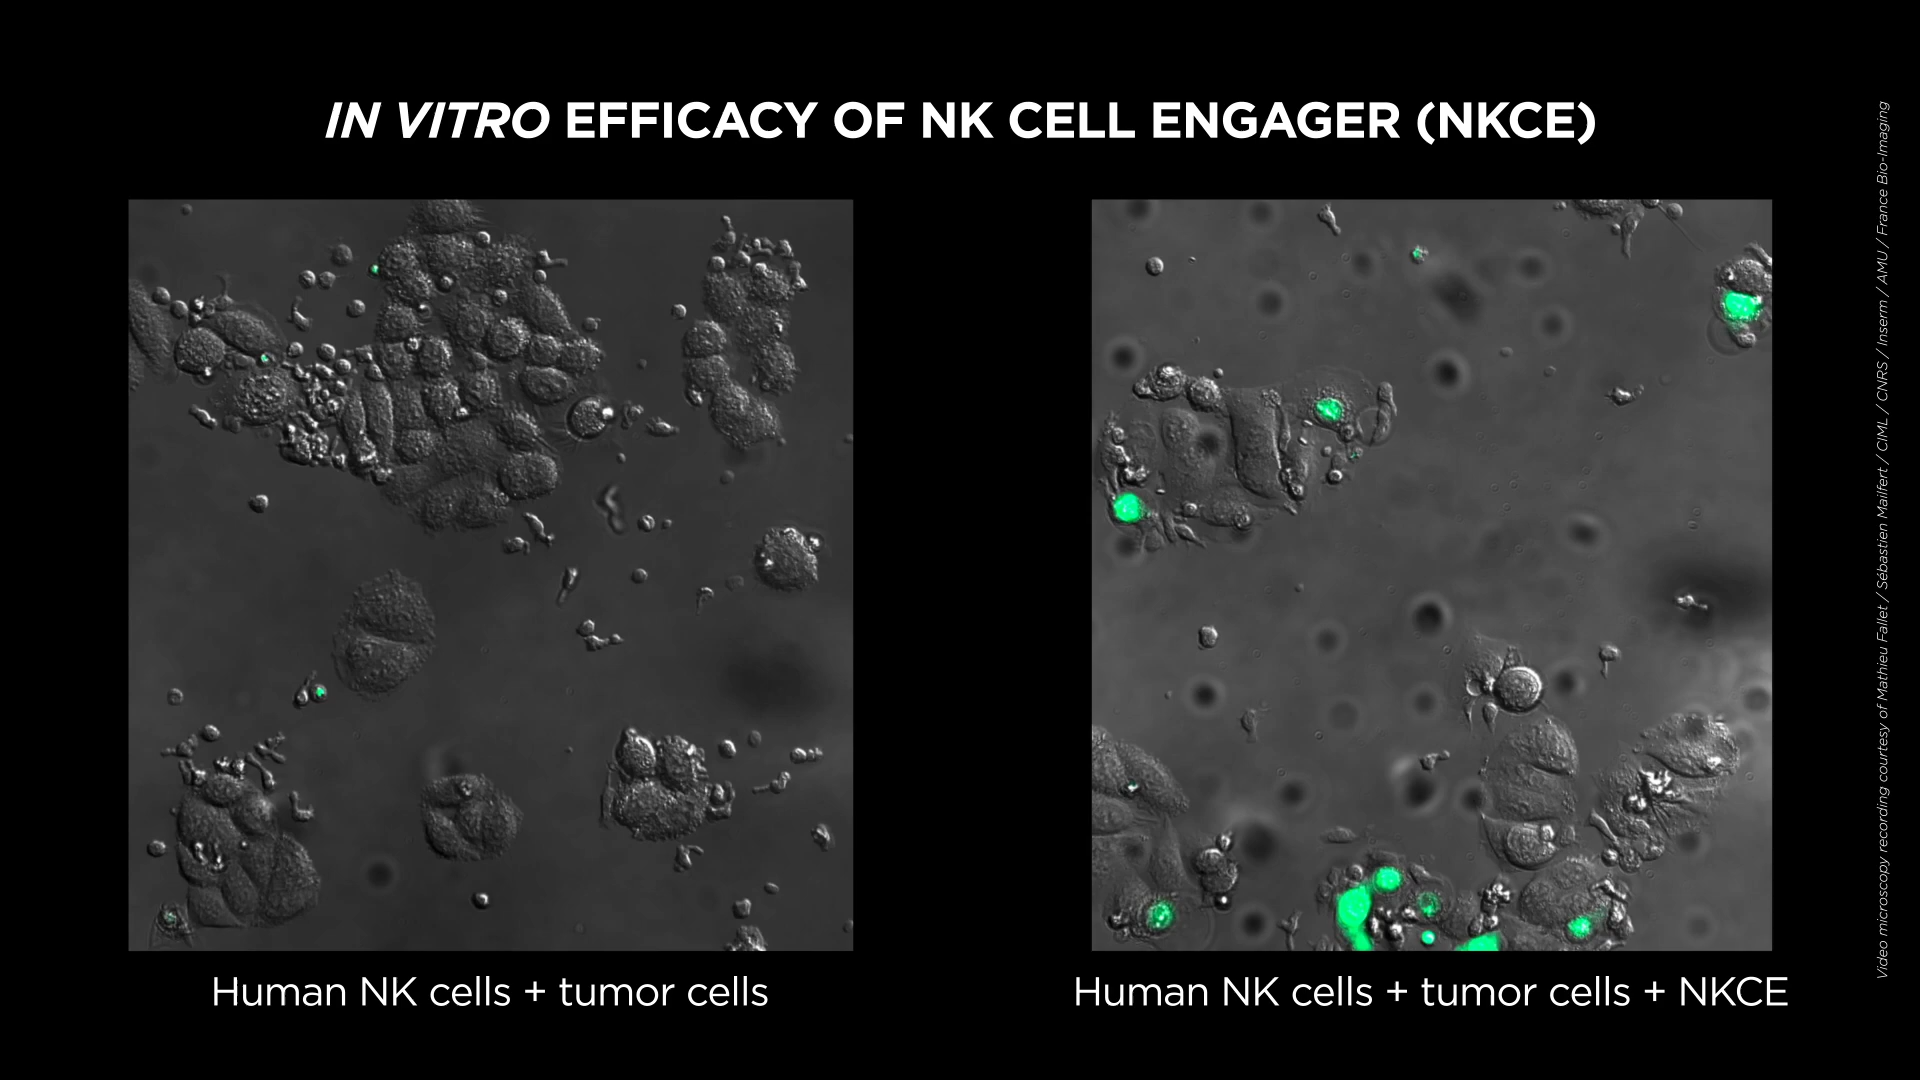 IN VITRO EFFICACY OF NK CELL ENGAGER (NKCE)
Human NK cells + tumor cells
Human NK cells + tumor cells + NKCE
Video microscopy recording courtesy of Mathieu Fallet / Sébastien Mailfert / CIML / CNRS / Inserm / AMU / France Bio-Imaging